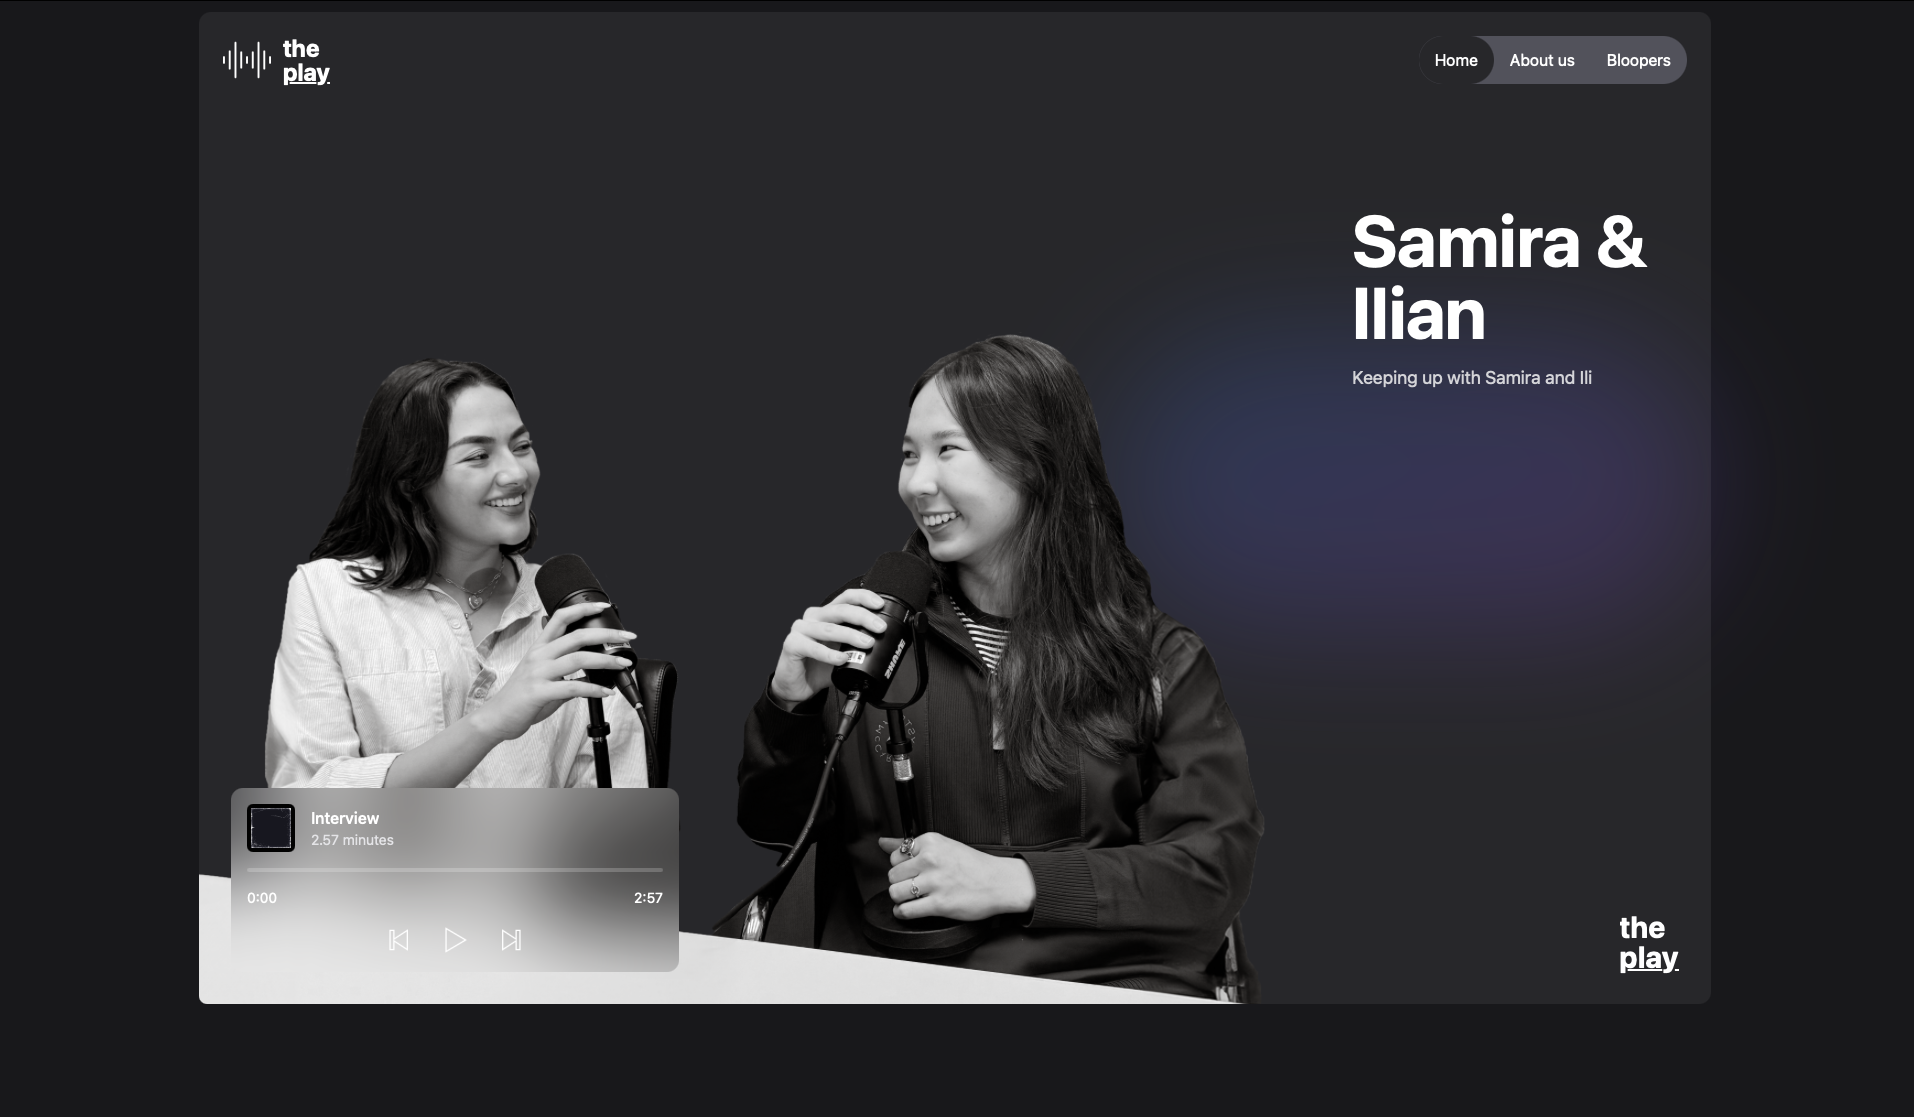 the
play
Home About us Bloopers
Samira &
Ilian
Keeping up with Samira and Ili
Interview
2.57 minutes
0:00 2:57
the
play